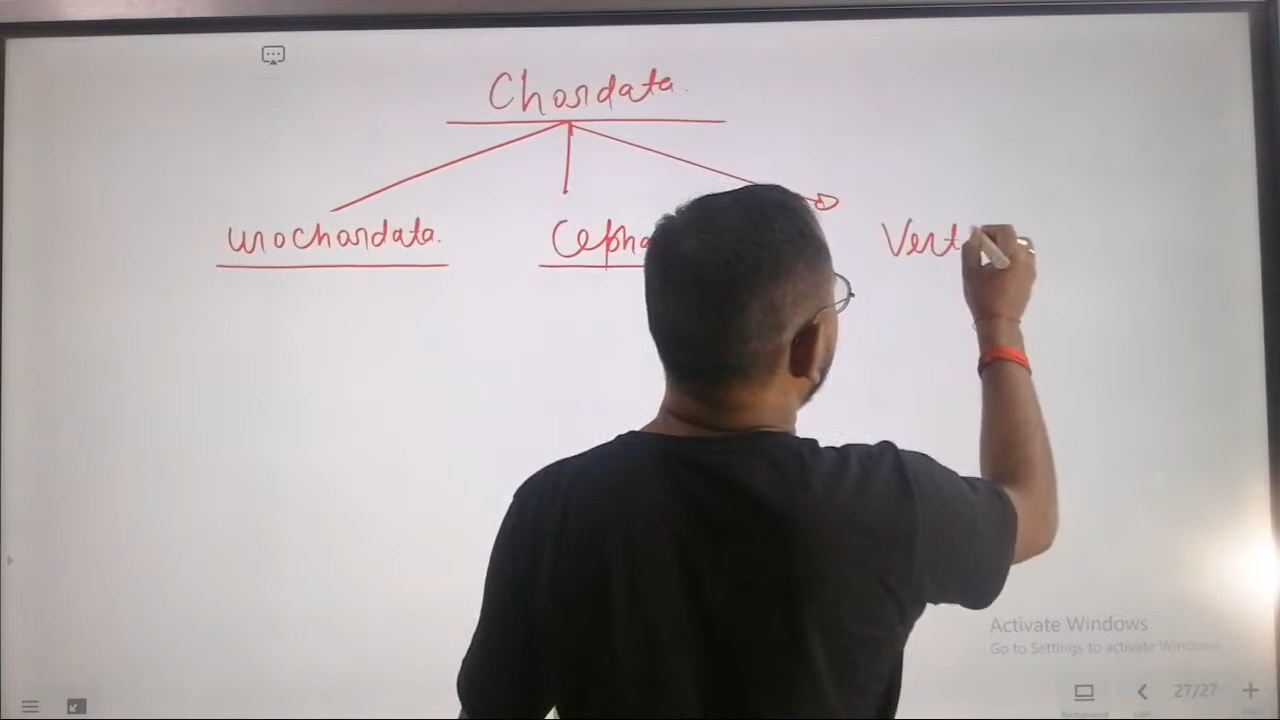 Chordata.
Urochordata. Cepha Vert
Activate Windows
Go to Settings to activate Windows.
27/27